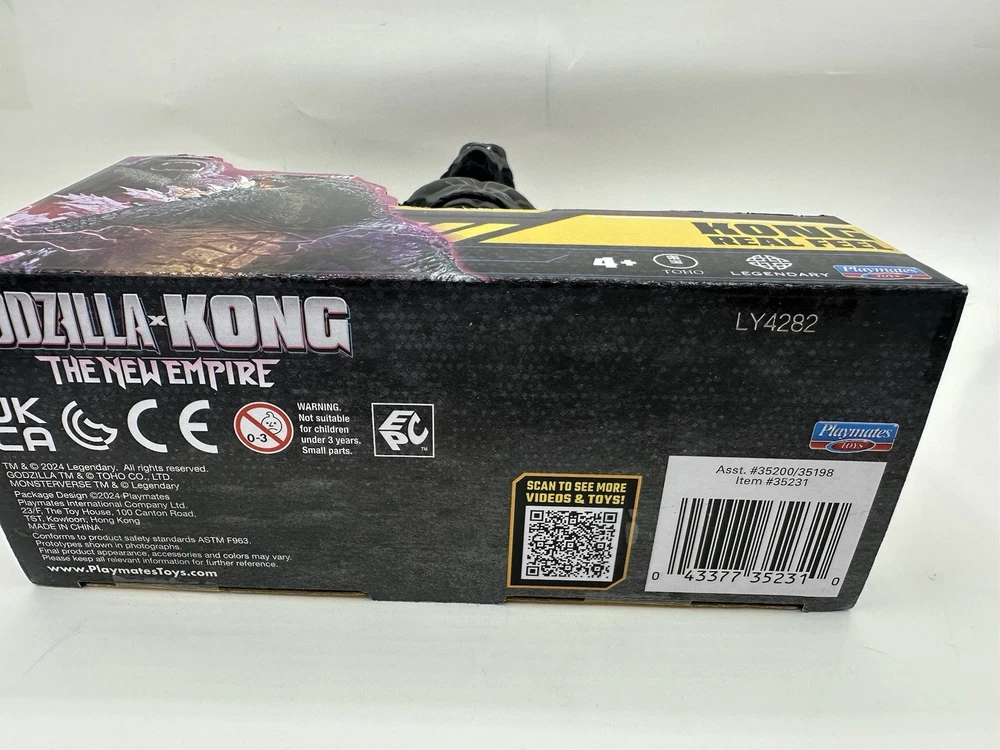 KONG
REAL FEEL
4+
TOHO
LEGENDARY
Playmates
TOYS
GODZILLA x KONG
THE NEW EMPIRE
LY4282
UK
CA
CE
0-3
WARNING.
Not suitable
for children
under 3 years.
Small parts.
EPC™
Playmates
TOYS
TM & © 2024 Legendary. All rights reserved.
GODZILLA TM & © TOHO CO., LTD.
MONSTERVERSE TM & © Legendary
Package Design ©2024 Playmates
Playmates International Company Ltd.
23/F, The Toy House, 100 Canton Road,
TST, Kowloon, Hong Kong
MADE IN CHINA.
Conforms to product safety standards ASTM F963.
Prototypes shown in photographs.
Final product appearance, accessories and colors may vary.
Please keep all relevant information for further reference.
www.PlaymatesToys.com
SCAN TO SEE MORE
VIDEOS & TOYS!
Asst. #35200/35198
Item #35231
0 43377 35231 0